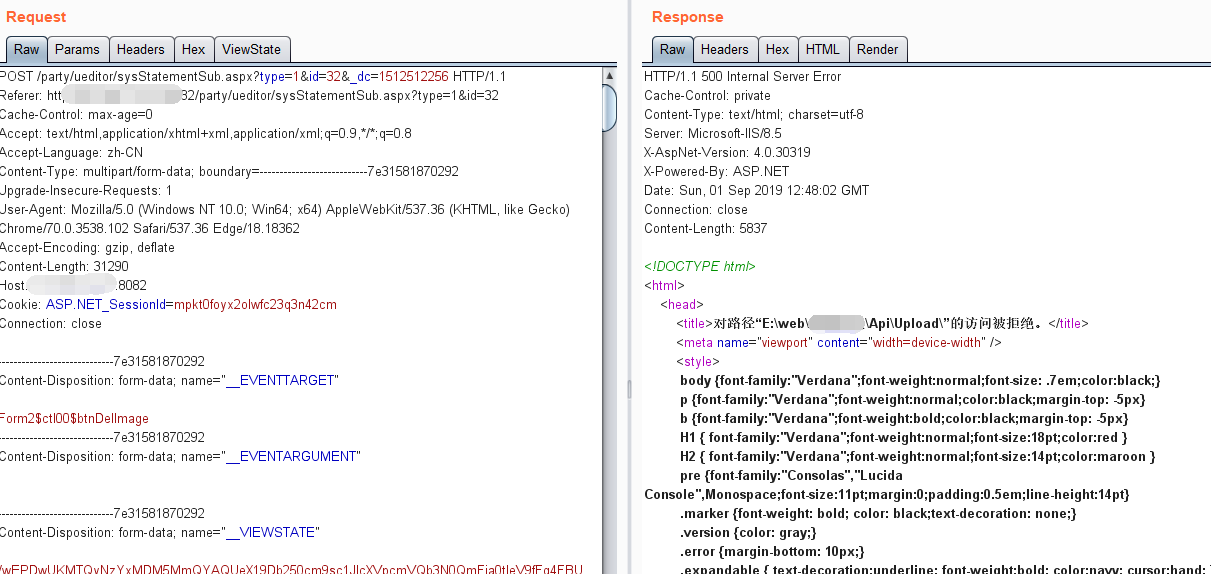 Request
Raw
Params
Headers
Hex
ViewState
POST /party/ueditor/sysStatementSub.aspx?type=1&id=32&_dc=1512512256 HTTP/1.1
Referer: htt 32/party/ueditor/sysStatementSub.aspx?type=1&id=32
Cache-Control: max-age=0
Accept: text/html,application/xhtml+xml,application/xml;q=0.9,*/*;q=0.8
Accept-Language: zh-CN
Content-Type: multipart/form-data; boundary=---------------------------7e31581870292
Upgrade-Insecure-Requests: 1
User-Agent: Mozilla/5.0 (Windows NT 10.0; Win64; x64) AppleWebKit/537.36 (KHTML, like Gecko)
Chrome/70.0.3538.102 Safari/537.36 Edge/18.18362
Accept-Encoding: gzip, deflate
Content-Length: 31290
Host: .8082
Cookie: ASP.NET_SessionId=mpkt0foyx2olwfc23q3n42cm
Connection: close
-----------------------------7e31581870292
Content-Disposition: form-data; name="__EVENTTARGET"
Form2$ctl00$btnDelImage
-----------------------------7e31581870292
Content-Disposition: form-data; name="__EVENTARGUMENT"
-----------------------------7e31581870292
Content-Disposition: form-data; name="__VIEWSTATE"
Response
Raw
Headers
Hex
HTML
Render
HTTP/1.1 500 Internal Server Error
Cache-Control: private
Content-Type: text/html; charset=utf-8
Server: Microsoft-IIS/8.5
X-AspNet-Version: 4.0.30319
X-Powered-By: ASP.NET
Date: Sun, 01 Sep 2019 12:48:02 GMT
Connection: close
Content-Length: 5837
<!DOCTYPE html>
<html>
<head>
<title>对路径“E:\web\ \Api\Upload\”的访问被拒绝。</title>
<meta name="viewport" content="width=device-width" />
<style>
body {font-family:"Verdana";font-weight:normal;font-size: .7em;color:black;}
p {font-family:"Verdana";font-weight:normal;color:black;margin-top: -5px}
b {font-family:"Verdana";font-weight:bold;color:black;margin-top: -5px}
H1 { font-family:"Verdana";font-weight:normal;font-size:18pt;color:red }
H2 { font-family:"Verdana";font-weight:normal;font-size:14pt;color:maroon }
pre {font-family:"Consolas","Lucida
Console",Monospace;font-size:11pt;margin:0;padding:0.5em;line-height:14pt}
.marker {font-weight: bold; color: black;text-decoration: none;}
.version {color: gray;}
.error {margin-bottom: 10px;}
.expandable { text-decoration:underline; font-weight:bold; color:navy; cursor:hand; }